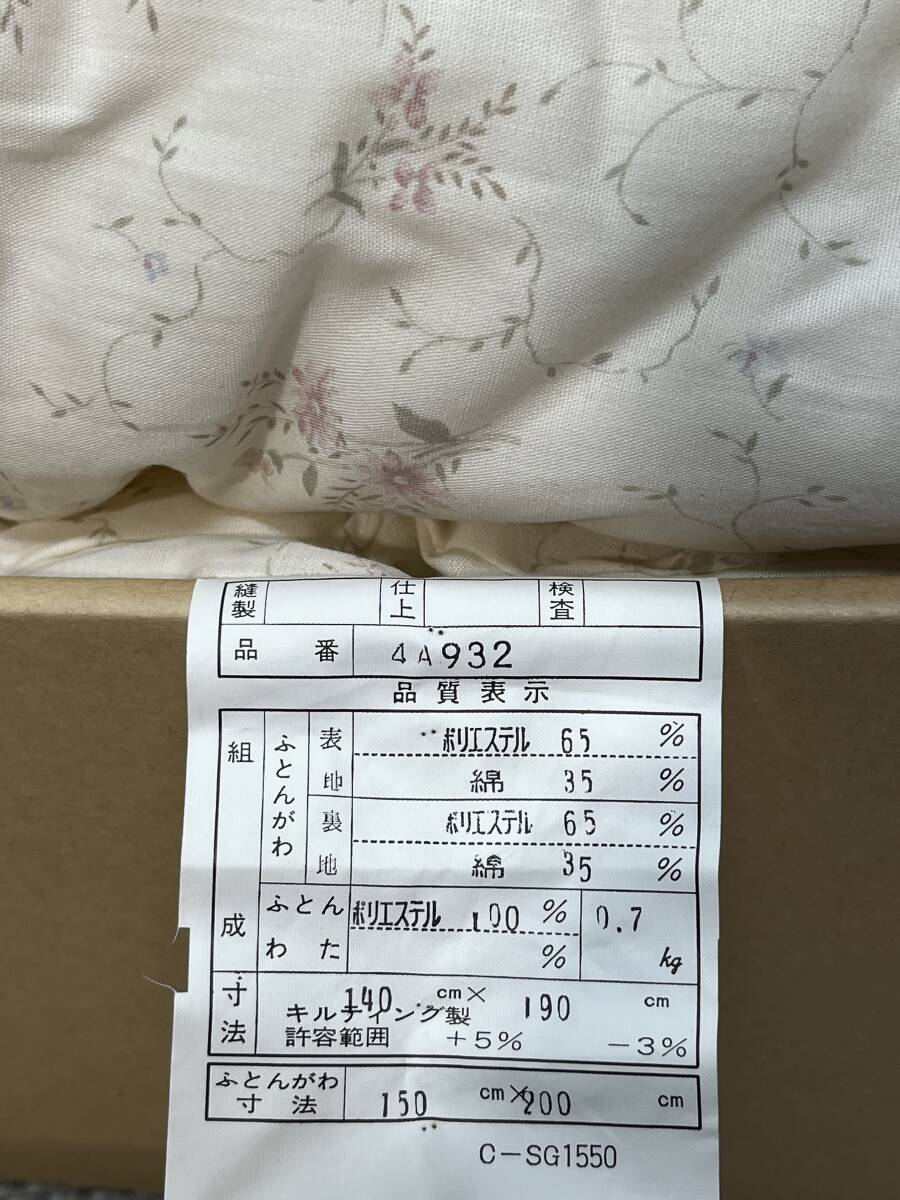 縫製 仕上 検査
品番 4A932
品質表示
組成 ふとんがわ 表地 ポリエステル 65 %
綿 35 %
裏地 ポリエステル 65 %
綿 35 %
ふとんわた ポリエステル 100 % 0.7 kg
%
寸法 140 cm× 190 cm
キルティング製
許容範囲 +5% -3%
ふとんがわ
寸法 150 cm× 200 cm
C-SG1550